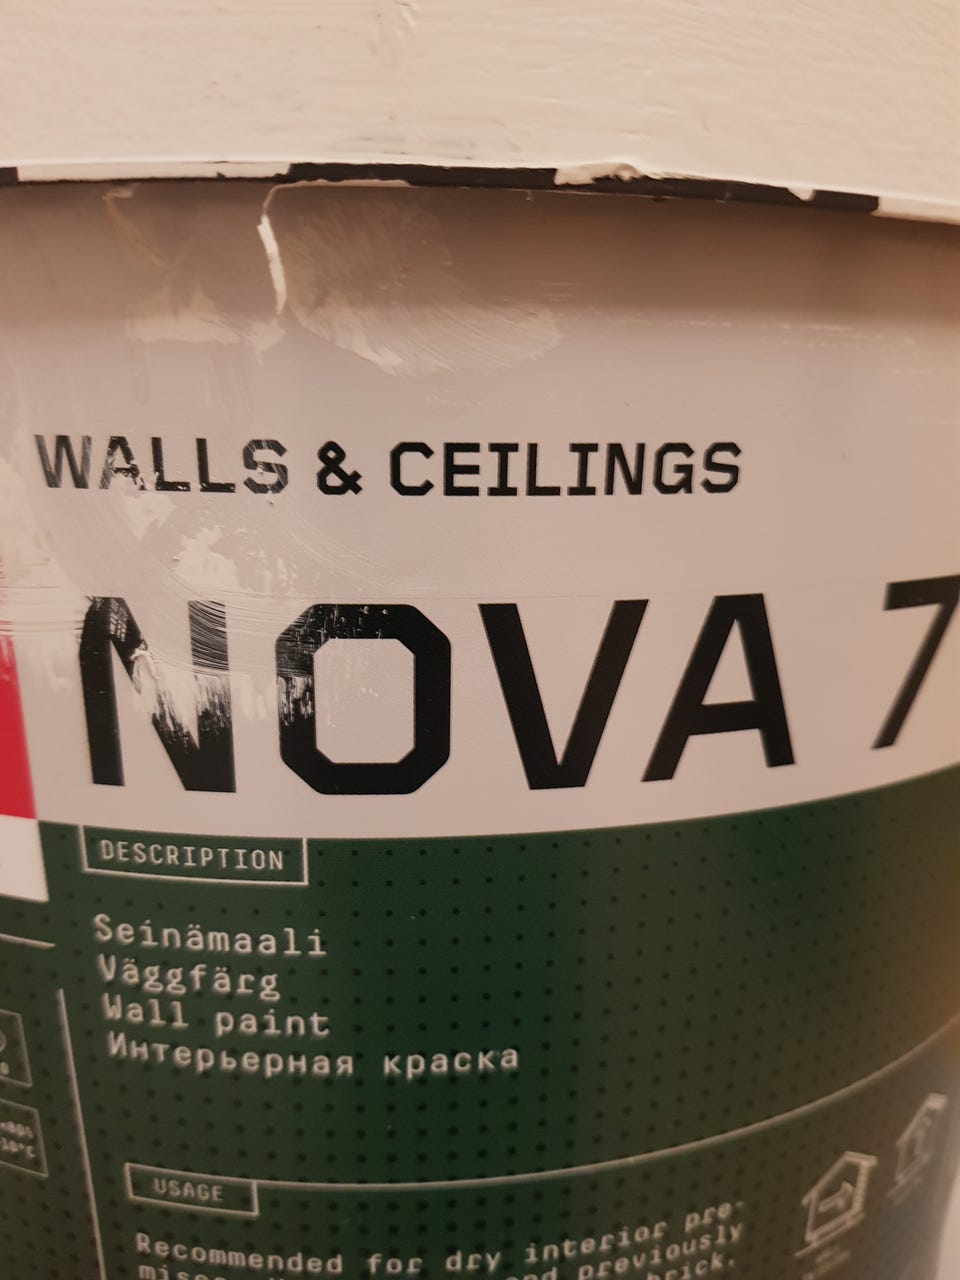 WALLS & CEILINGS
NOVA 7
DESCRIPTION
Seinämaali
Väggfärg
Wall paint
Интерьерная краска
USAGE
Recommended for dry interior pre-
and previously
brick.